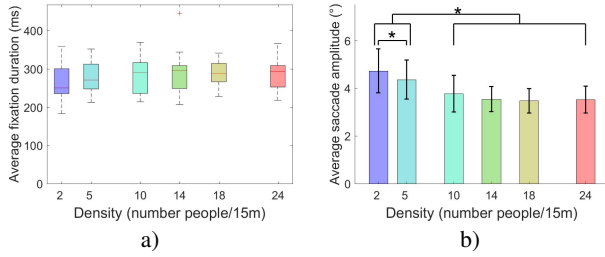 Average fixation duration (ms)
400
300
200
100
0
2 5 10 14 18 24
Density (number people/15m)
a)
Average saccade amplitude (°)
6
4
2
0
*
*
2 5 10 14 18 24
Density (number people/15m)
b)